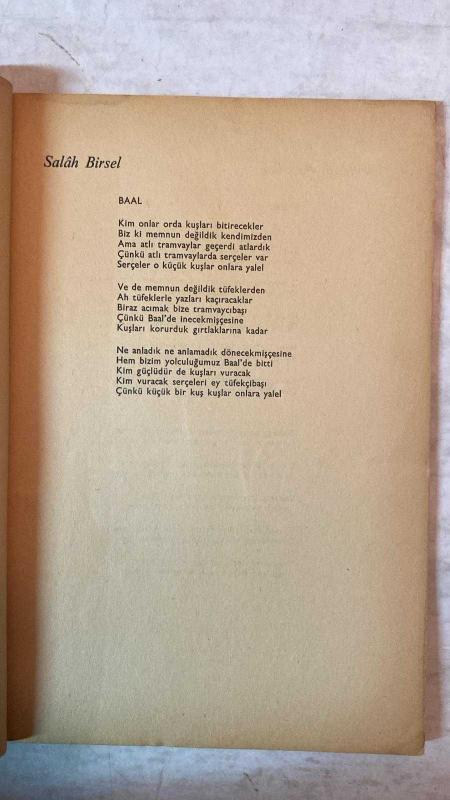 Salâh Birsel
BAAL
Kim onlar orda kuşları bitirecekler
Biz ki memnun değildik kendimizden
Ama atlı tramvaylar geçerdi atlardık
Çünkü atlı tramvaylarda serçeler var
Serçeler o küçük kuşlar onlara yalel
Ve de memnun değildik tüfeklerden
Ah tüfeklerle yazları kaçıracaklar
Biraz acımak bize tramvaycıbaşı
Çünkü Baal'de inecekmişçesine
Kuşları korurduk gırtlaklarına kadar
Ne anladık ne anlamadık dönecekmişçesine
Hem bizim yolculuğumuz Baal'de bitti
Kim güçlüdür de kuşları vuracak
Kim vuracak serçeleri ey tüfekçibaşı
Çünkü küçük bir kuş kuşlar onlara yalel